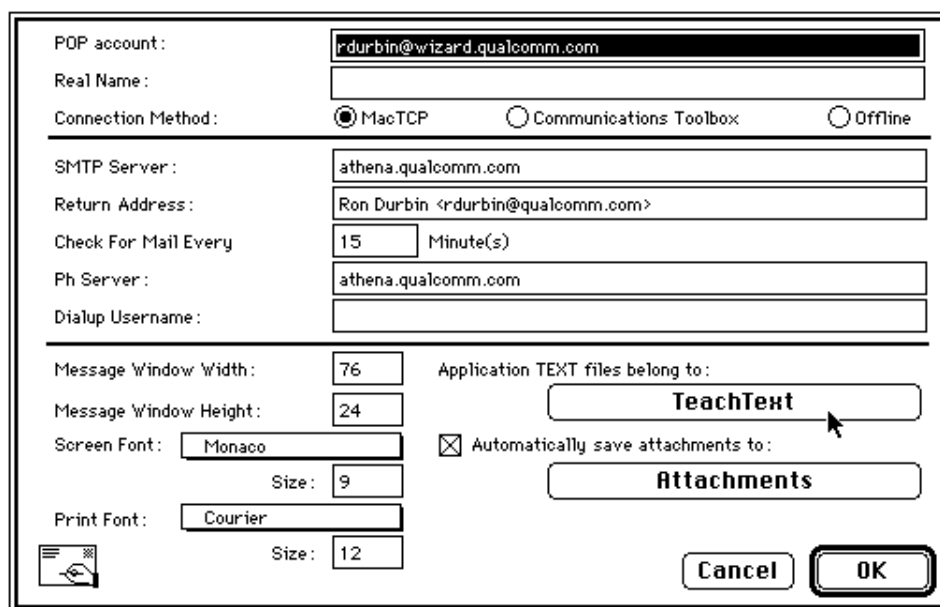 POP account: rdurbin@wizard.qualcomm.com
Real Name:
Connection Method: MacTCP Communications Toolbox Offline
SMTP Server: athena.qualcomm.com
Return Address: Ron Durbin <rdurbin@qualcomm.com>
Check For Mail Every 15 Minute(s)
Ph Server: athena.qualcomm.com
Dialup Username:
Message Window Width: 76 Application TEXT files belong to:
TeachText
Message Window Height: 24
Screen Font: Monaco Automatically save attachments to:
Size: 9 Attachments
Print Font: Courier
Size: 12 Cancel OK